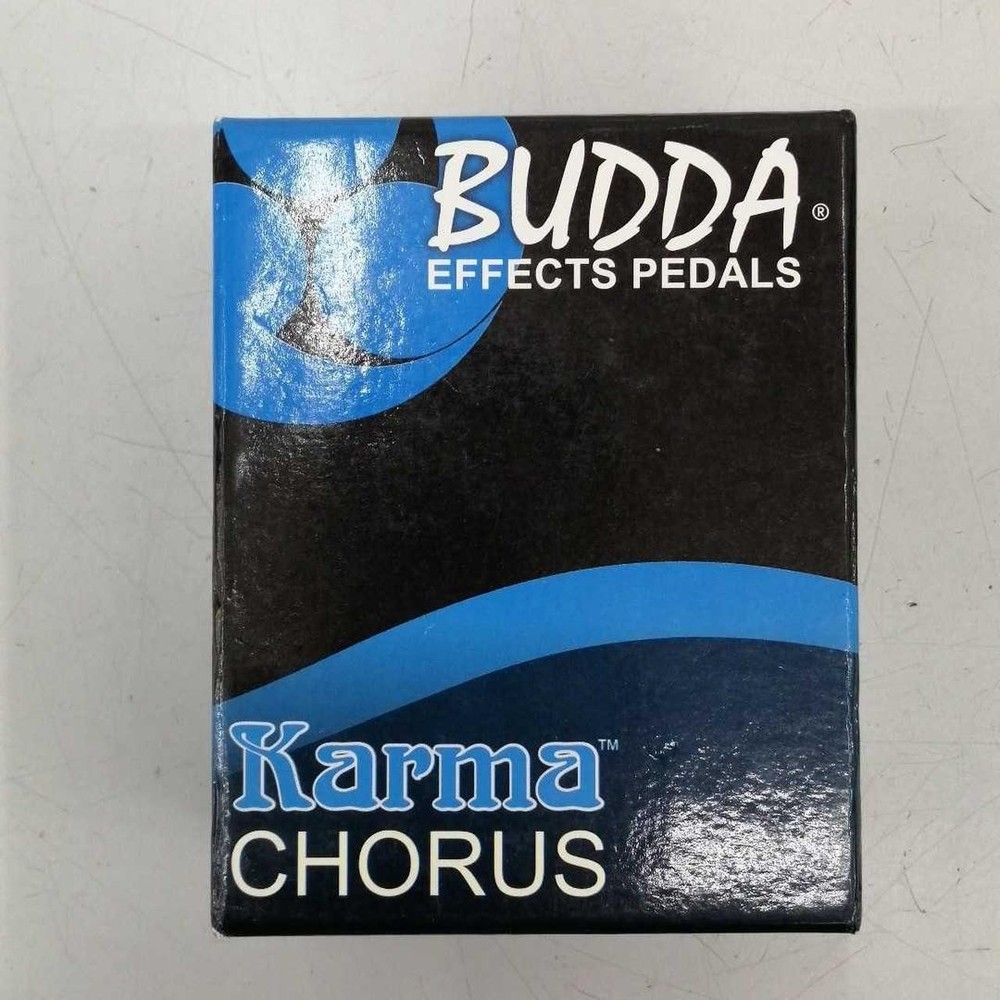 BUDDA®
EFFECTS PEDALS
Karma™
CHORUS